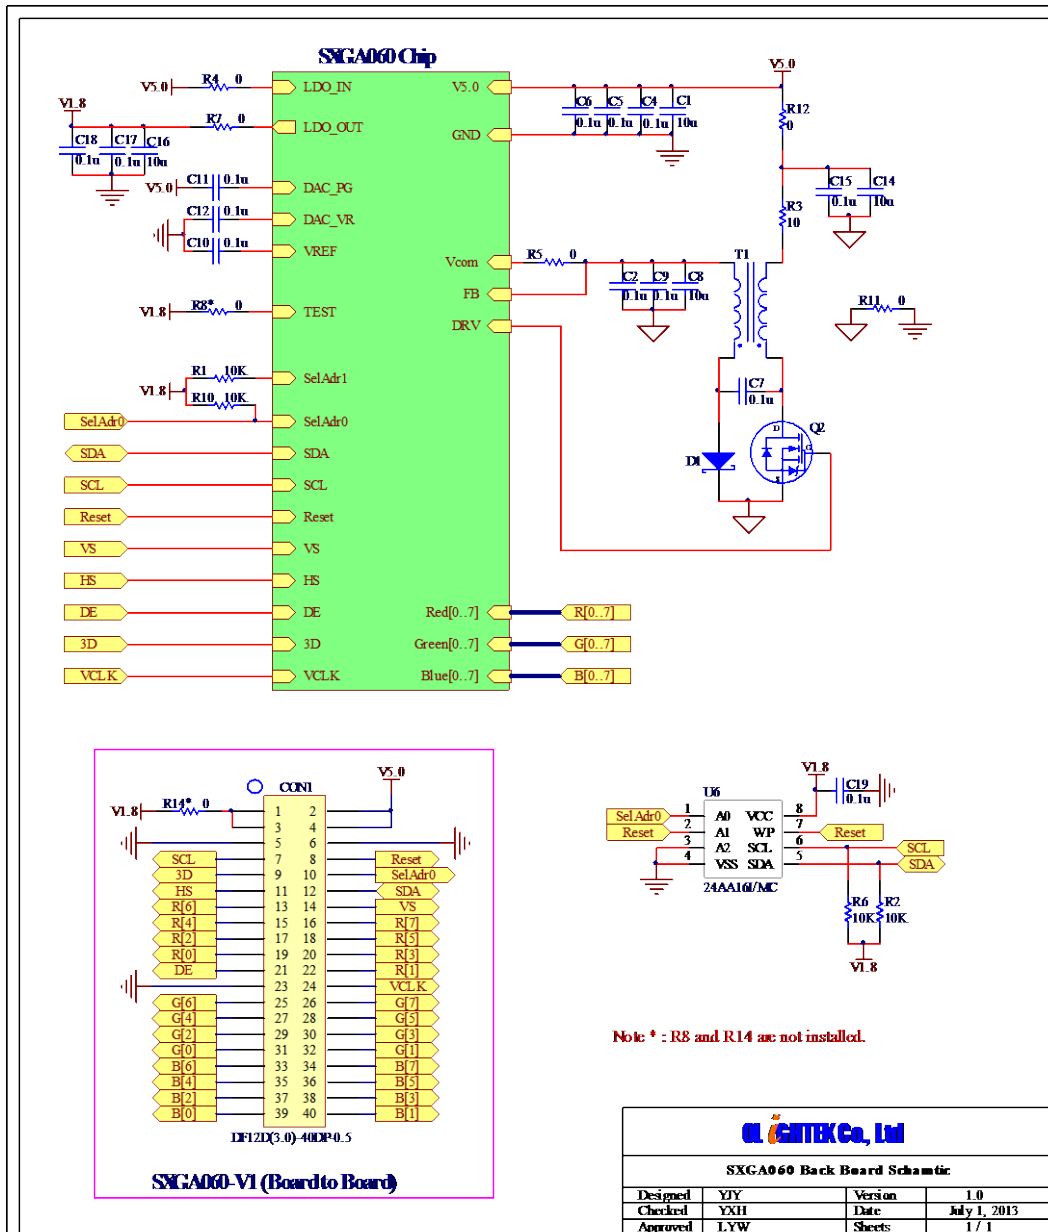 SXGA060 Chip
V5.0 R4 0 LDO_IN V5.0
V1.8 R7 0 LDO_OUT GND
C18 0.1u C17 0.1u C16 10u
V5.0 C11 0.1u DAC_PG
C12 0.1u DAC_VR
C10 0.1u VREF
V1.8 R8* 0 TEST
R1 10K SelAdr1
V1.8
R10 10K
SelAdr0 SelAdr0
SDA SDA
SCL SCL
Reset Reset
VS VS
HS HS
DE DE
3D 3D
VCLK VCLK
V5.0
C6 0.1u C5 0.1u C4 0.1u C1 10u
R12 0
C15 0.1u C14 10u
R3 10
T1
Vcom R5 0
FB
C2 0.1u C9 0.1u C8 10u
DRV
R11 0
C7 0.1u
D1
D
G
S
Q2
Red[0..7] R[0..7]
Green[0..7] G[0..7]
Blue[0..7] B[0..7]
CON1
V5.0
V1.8 R14* 0
1 2
3 4
5 6
SCL 7 8 Reset
3D 9 10 SelAdr0
HS 11 12 SDA
R[6] 13 14 VS
R[4] 15 16 R[7]
R[2] 17 18 R[5]
R[0] 19 20 R[3]
DE 21 22 R[1]
23 24 VCLK
G[6] 25 26 G[7]
G[4] 27 28 G[5]
G[2] 29 30 G[3]
G[0] 31 32 G[1]
B[6] 33 34 B[7]
B[4] 35 36 B[5]
B[2] 37 38 B[3]
B[0] 39 40 B[1]
DF12D(3.0)-40DP-0.5
SXGA060-V1 (Board to Board)
V1.8 C19 0.1u
U6
SelAdr0 1 A0 VCC 8
Reset 2 A1 WP 7 Reset
3 A2 SCL 6 SCL
4 VSS SDA 5 SDA
24AA16I/MC
R6 10K R2 10K
V1.8
Note * : R8 and R14 are not installed.
OLiGHTEK Co., Ltd
SXGA060 Back Board Schamtic
Designed YJY Version 1.0
Checked YXH Date July 1, 2013
Approved LYW Sheets 1 / 1